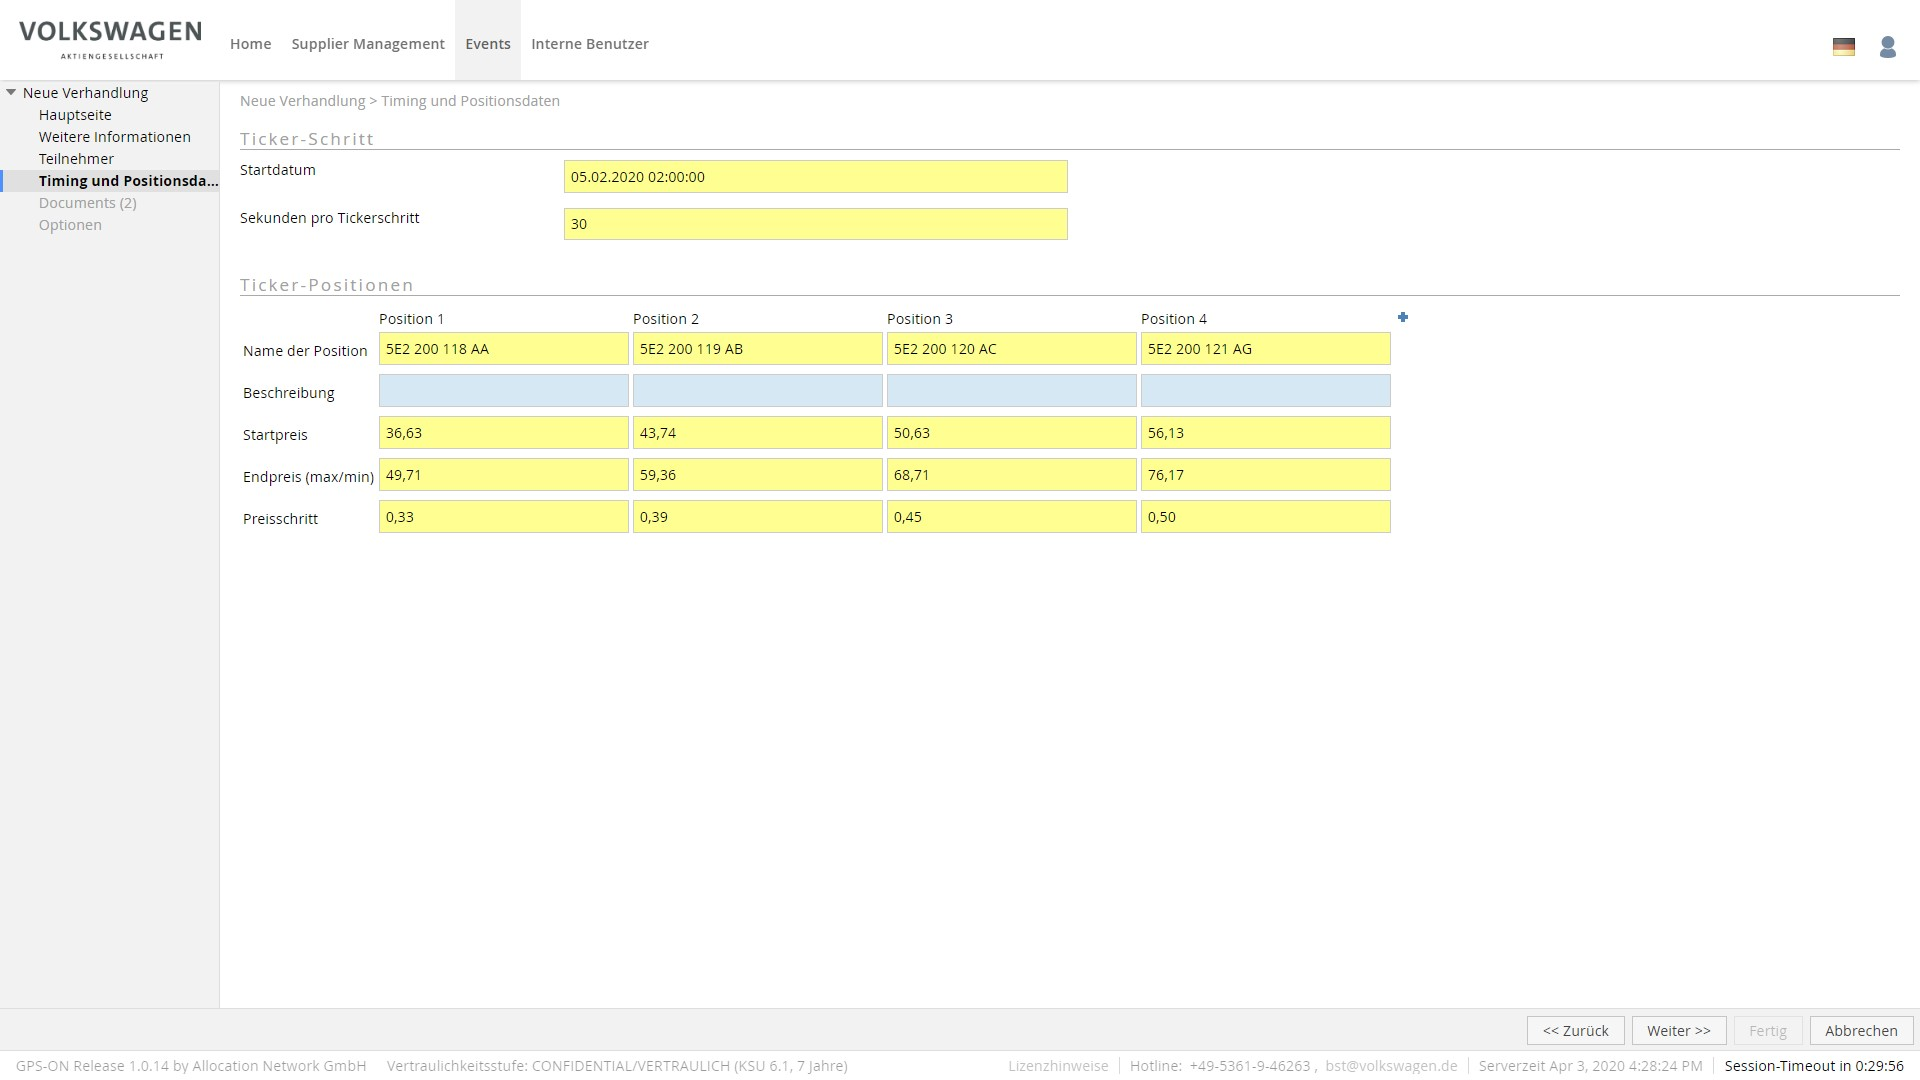 VOLKSWAGEN
AKTIENGESELLSCHAFT
Home Supplier Management Events Interne Benutzer
Neue Verhandlung
Hauptseite
Weitere Informationen
Teilnehmer
Timing und Positionsda...
Documents (2)
Optionen
Neue Verhandlung > Timing und Positionsdaten
Ticker-Schritt
Startdatum 05.02.2020 02:00:00
Sekunden pro Tickerschritt 30
Ticker-Positionen
Position 1 Position 2 Position 3 Position 4
Name der Position 5E2 200 118 AA 5E2 200 119 AB 5E2 200 120 AC 5E2 200 121 AG
Beschreibung
Startpreis 36,63 43,74 50,63 56,13
Endpreis (max/min) 49,71 59,36 68,71 76,17
Preisschritt 0,33 0,39 0,45 0,50
<< Zurück Weiter >> Fertig Abbrechen
GPS-ON Release 1.0.14 by Allocation Network GmbH Vertraulichkeitsstufe: CONFIDENTIAL/VERTRAULICH (KSU 6.1, 7 Jahre) Lizenzhinweise Hotline: +49-5361-9-46263 , bst@volkswagen.de Serverzeit Apr 3, 2020 4:28:24 PM Session-Timeout in 0:29:56